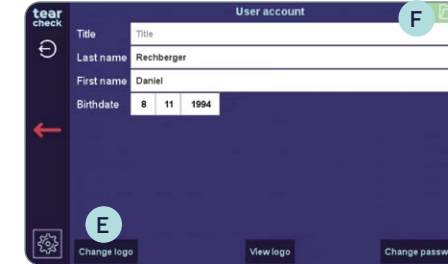 tear
check
User account
F
Title Title
Last name Rechberger
First name Daniel
Birthdate 8 11 1994
E
Change logo View logo Change passw